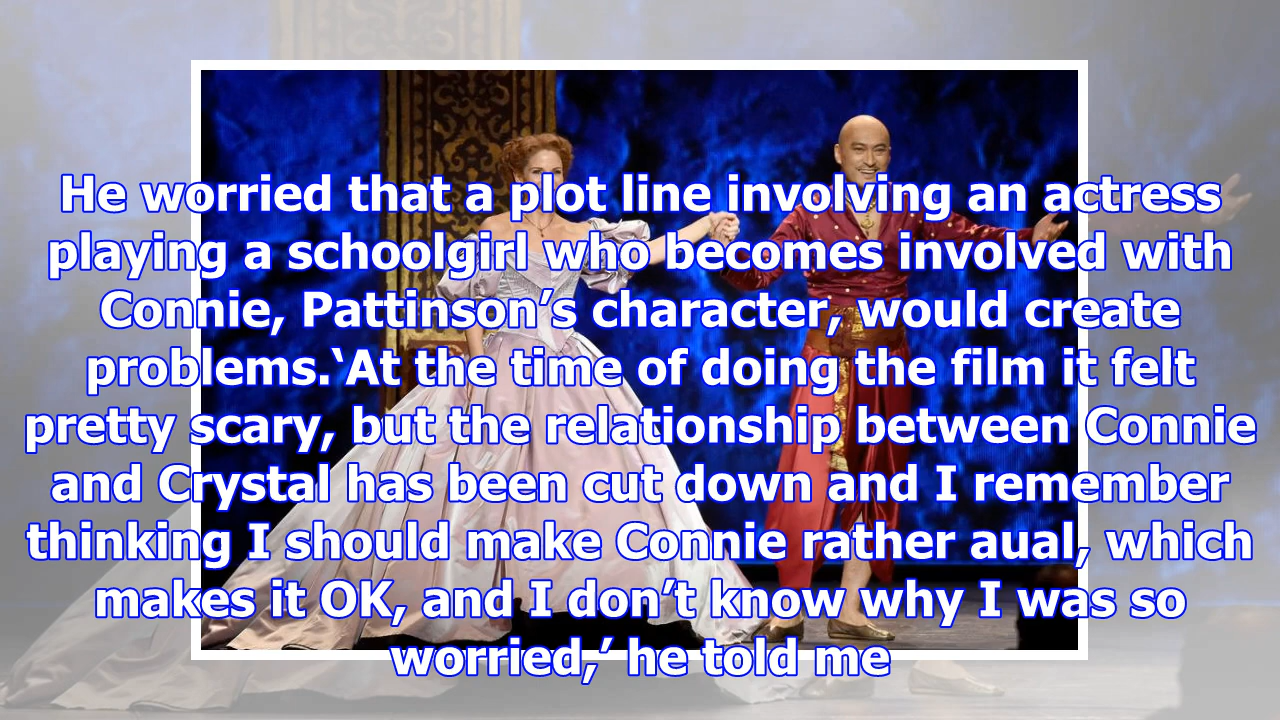 He worried that a plot line involving an actress
playing a schoolgirl who becomes involved with
Connie, Pattinson’s character, would create
problems.‘At the time of doing the film it felt
pretty scary, but the relationship between Connie
and Crystal has been cut down and I remember
thinking I should make Connie rather aual, which
makes it OK, and I don’t know why I was so
worried,’ he told me